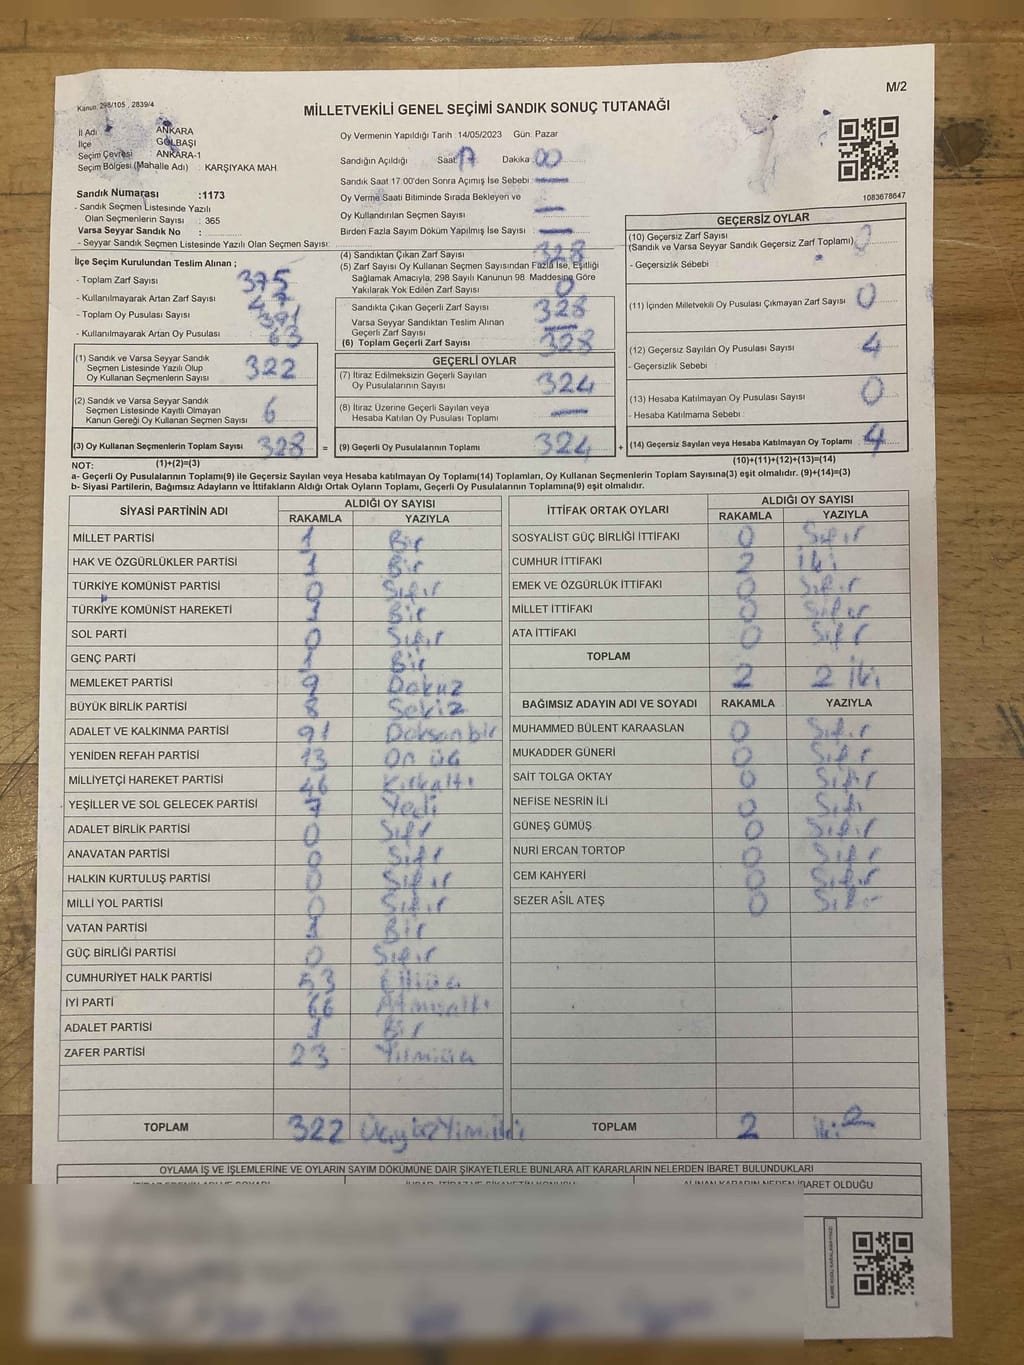 Kanun: 298/105 , 2839/4
M/2
MİLLETVEKİLİ GENEL SEÇİMİ SANDIK SONUÇ TUTANAĞI
İl Adı ANKARA
İlçe GÖLBAŞI
Seçim Çevresi ANKARA-1
Seçim Bölgesi (Mahalle Adı) : KARŞIYAKA MAH
Sandık Numarası :1173
- Sandık Seçmen Listesinde Yazılı
Olan Seçmenlerin Sayısı : 365
Varsa Seyyar Sandık No :
- Seyyar Sandık Seçmen Listesinde Yazılı Olan Seçmen Sayısı:
Oy Vermenin Yapıldığı Tarih :14/05/2023 Gün: Pazar
Sandığın Açıldığı Saat 17 Dakika : 00
Sandık Saat 17:00'den Sonra Açımış İse Sebebi :
Oy Verme Saati Bitiminde Sırada Bekleyen ve
Oy Kullandırılan Seçmen Sayısı
Birden Fazla Sayım Döküm Yapılmış İse Sayısı :
1083678647
İlçe Seçim Kurulundan Teslim Alınan ;
- Toplam Zarf Sayısı 375
- Kullanılmayarak Artan Zarf Sayısı 47
- Toplam Oy Pusulası Sayısı 391
- Kullanılmayarak Artan Oy Pusulası 63
(1) Sandık ve Varsa Seyyar Sandık
Seçmen Listesinde Yazılı Olup
Oy Kullanan Seçmenlerin Sayısı 322
(2) Sandık ve Varsa Seyyar Sandık
Seçmen Listesinde Kayıtlı Olmayan
Kanun Gereği Oy Kullanan Seçmen Sayısı 6
(3) Oy Kullanan Seçmenlerin Toplam Sayısı 328 =
(1)+(2)=(3)
(4) Sandıktan Çıkan Zarf Sayısı 328
(5) Zarf Sayısı Oy Kullanan Seçmen Sayısından Fazla İse, Eşitliği
Sağlamak Amacıyla, 298 Sayılı Kanunun 98. Maddesine Göre
Yakılarak Yok Edilen Zarf Sayısı 0
Sandıkta Çıkan Geçerli Zarf Sayısı 328
Varsa Seyyar Sandıktan Teslim Alınan
Geçerli Zarf Sayısı
(6) Toplam Geçerli Zarf Sayısı 328
GEÇERLİ OYLAR
(7) İtiraz Edilmeksizin Geçerli Sayılan
Oy Pusulalarının Sayısı 324
(8) İtiraz Üzerine Geçerli Sayılan veya
Hesaba Katılan Oy Pusulası Toplamı
(9) Geçerli Oy Pusulalarının Toplamı 324 +
GEÇERSİZ OYLAR
(10) Geçersiz Zarf Sayısı
(Sandık ve Varsa Seyyar Sandık Geçersiz Zarf Toplamı) 0
- Geçersizlik Sebebi :
(11) İçinden Milletvekili Oy Pusulası Çıkmayan Zarf Sayısı 0
(12) Geçersiz Sayılan Oy Pusulası Sayısı 4
- Geçersizlik Sebebi :
(13) Hesaba Katılmayan Oy Pusulası Sayısı 0
- Hesaba Katılmama Sebebi :
(14) Geçersiz Sayılan veya Hesaba Katılmayan Oy Toplamı : 4
(10)+(11)+(12)+(13)=(14)
NOT:
a- Geçerli Oy Pusulalarının Toplamı(9) ile Geçersiz Sayılan veya Hesaba katılmayan Oy Toplamı(14) Toplamları, Oy Kullanan Seçmenlerin Toplam Sayısına(3) eşit olmalıdır. (9)+(14)=(3)
b- Siyasi Partilerin, Bağımsız Adayların ve İttifakların Aldığı Ortak Oyların Toplamı, Geçerli Oy Pusulalarının Toplamına(9) eşit olmalıdır.
SİYASİ PARTİNİN ADI ALDIĞI OY SAYISI
RAKAMLA YAZIYLA
MİLLET PARTİSİ 1 Bir
HAK VE ÖZGÜRLÜKLER PARTİSİ 1 Bir
TÜRKİYE KOMÜNİST PARTİSİ 0 Sıfır
TÜRKİYE KOMÜNİST HAREKETİ 1 Bir
SOL PARTİ 0 Sıfır
GENÇ PARTİ 1 Bir
MEMLEKET PARTİSİ 9 Dokuz
BÜYÜK BİRLİK PARTİSİ 8 Sekiz
ADALET VE KALKINMA PARTİSİ 91 Doksanbir
YENİDEN REFAH PARTİSİ 13 On üç
MİLLİYETÇİ HAREKET PARTİSİ 46 Kırkaltı
YEŞİLLER VE SOL GELECEK PARTİSİ 7 Yedi
ADALET BİRLİK PARTİSİ 0 Sıfr
ANAVATAN PARTİSİ 0 Sıfr
HALKIN KURTULUŞ PARTİSİ 0 Sıfır
MİLLİ YOL PARTİSİ 0 Sıfır
VATAN PARTİSİ 1 Bir
GÜÇ BİRLİĞİ PARTİSİ 0 Sıfır
CUMHURİYET HALK PARTİSİ 53 Elliüç
İYİ PARTİ 66 Atmışaltı
ADALET PARTİSİ 1 Bir
ZAFER PARTİSİ 23 Yirmiüç
TOPLAM 322
İTTİFAK ORTAK OYLARI ALDIĞI OY SAYISI
RAKAMLA YAZIYLA
SOSYALİST GÜÇ BİRLİĞİ İTTİFAKI 0 Sıfır
CUMHUR İTTİFAKI 2 iki
EMEK VE ÖZGÜRLÜK İTTİFAKI 0 Sıfır
MİLLET İTTİFAKI 0 Sıfır
ATA İTTİFAKI 0 Sıfr
TOPLAM
2 2 İki
BAĞIMSIZ ADAYIN ADI VE SOYADI RAKAMLA YAZIYLA
MUHAMMED BÜLENT KARAASLAN 0 Sıfır
MUKADDER GÜNERİ 0 Sıfır
SAİT TOLGA OKTAY 0 Sıfır
NEFİSE NESRİN İLİ 0 Sıfı
GÜNEŞ GÜMÜŞ 0 Sıfır
NURİ ERCAN TORTOP 0 Sıfr
CEM KAHYERİ 0 Sıfır
SEZER ASİL ATEŞ 0 Sıfır
TOPLAM 2 iki
OYLAMA İŞ VE İŞLEMLERİNE VE OYLARIN SAYIM DÖKÜMÜNE DAİR ŞİKAYETLERLE BUNLARA AİT KARARLARIN NELERDEN İBARET BULUNDUKLARI
ALINAN KARARIN NEDEN İBARET OLDUĞU